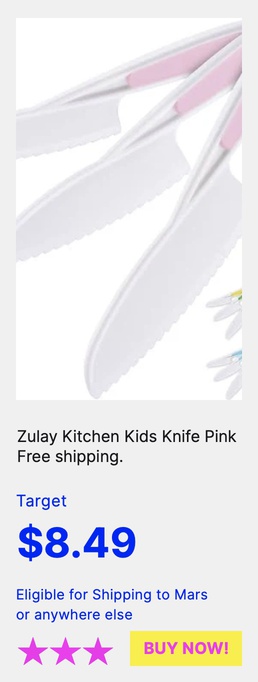 Zulay Kitchen Kids Knife Pink
Free shipping.
Target
$8.49
Eligible for Shipping to Mars
or anywhere else
BUY NOW!